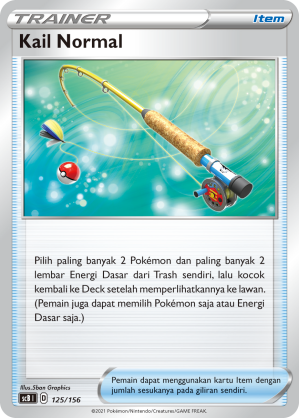 TRAINER Item
Kail Normal
Pilih paling banyak 2 Pokémon dan paling banyak 2
lembar Energi Dasar dari Trash sendiri, lalu kocok
kembali ke Deck setelah memperlihatkannya ke lawan.
(Pemain juga dapat memilih Pokémon saja atau Energi
Dasar saja.)
Illus.5ban Graphics
sc0 I D 125/156
Pemain dapat menggunakan kartu Item dengan
jumlah sesukanya pada giliran sendiri.
©2021 Pokémon/Nintendo/Creatures/GAME FREAK.